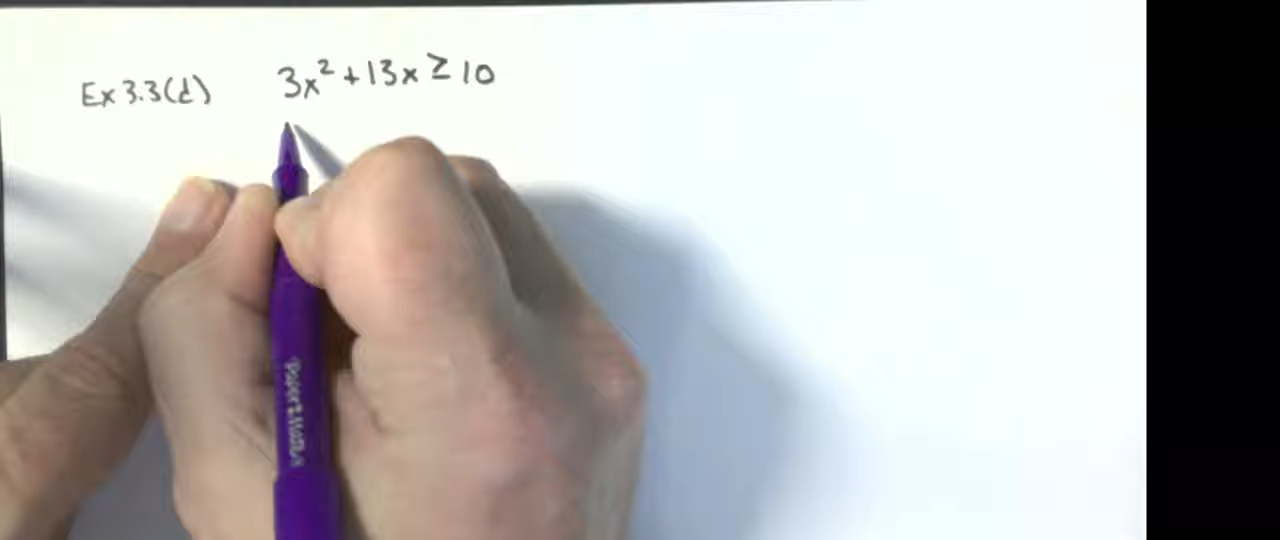 Ex 3.3(d) 3x² + 13x ≥ 10